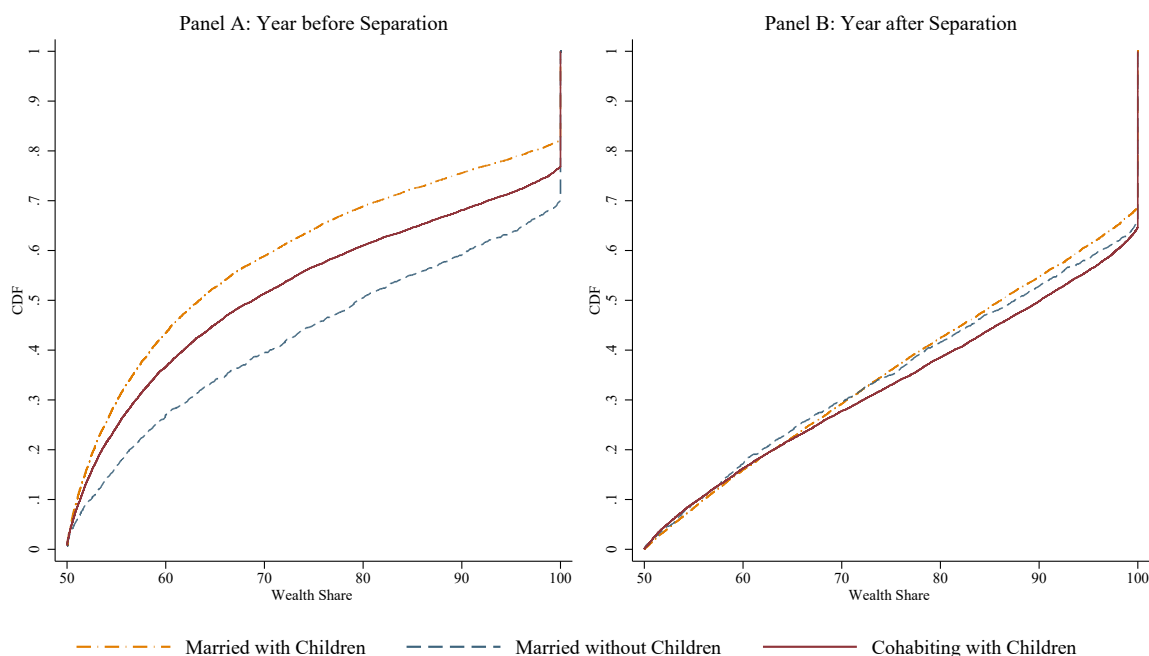 Panel A: Year before Separation
CDF
0 .1 .2 .3 .4 .5 .6 .7 .8 .9 1
50 60 70 80 90 100
Wealth Share
Panel B: Year after Separation
CDF
0 .1 .2 .3 .4 .5 .6 .7 .8 .9 1
50 60 70 80 90 100
Wealth Share
Married with Children Married without Children Cohabiting with Children